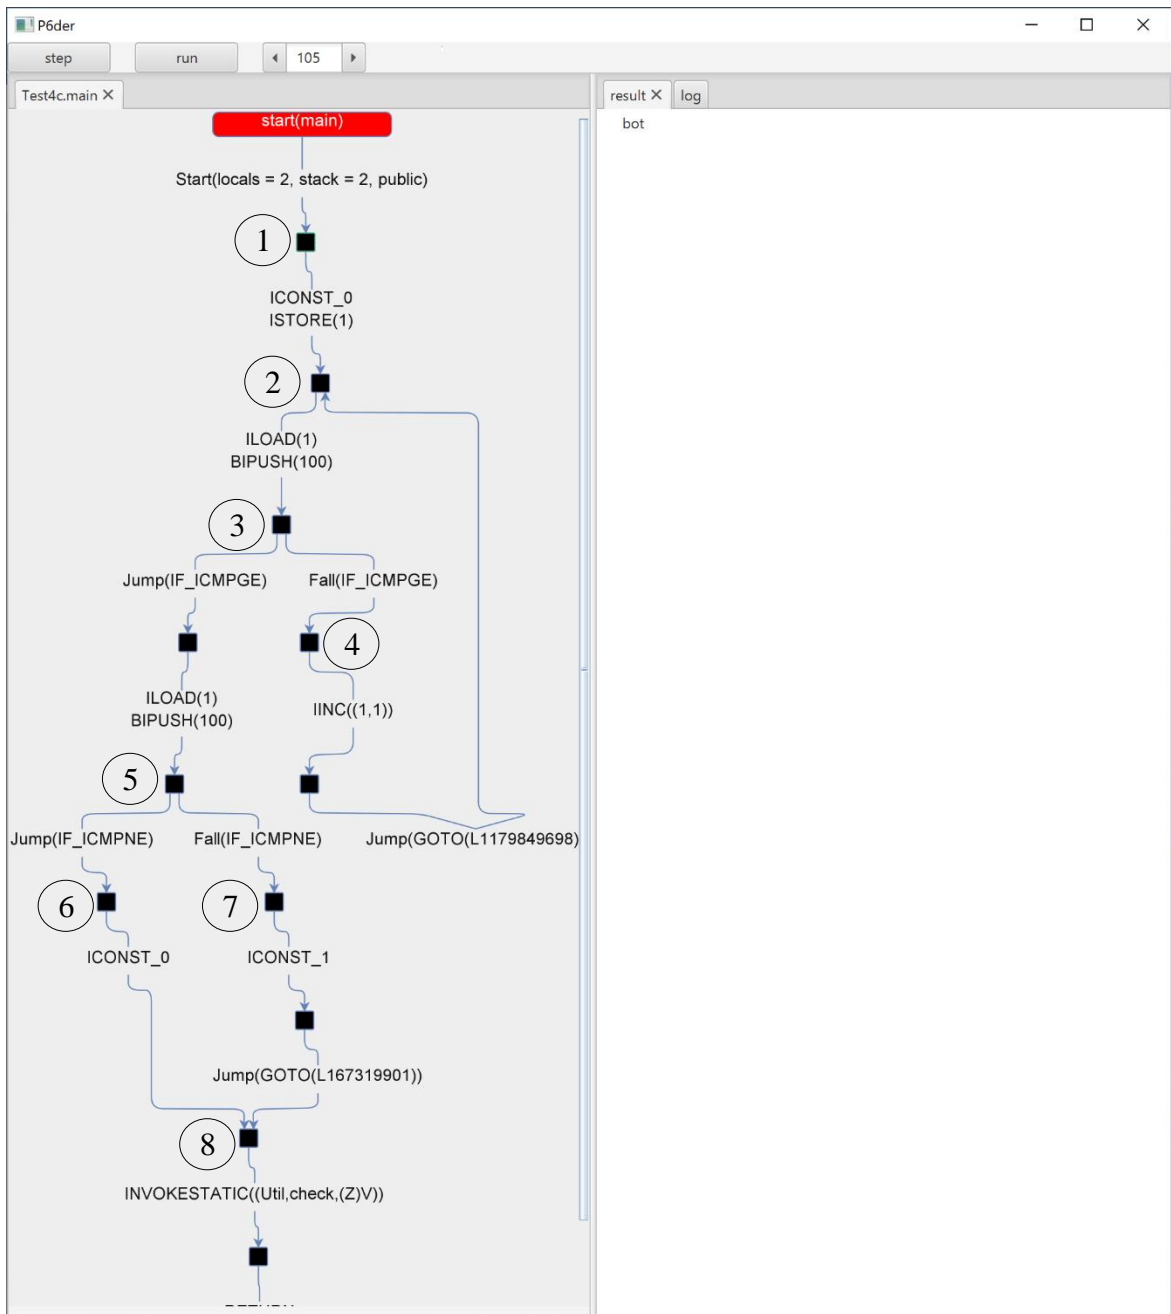 P6der
step
run
105
Test4c.main
result
log
bot
start(main)
Start(locals = 2, stack = 2, public)
1
ICONST_0
ISTORE(1)
2
ILOAD(1)
BIPUSH(100)
3
Jump(IF_ICMPGE)
Fall(IF_ICMPGE)
4
ILOAD(1)
BIPUSH(100)
IINC((1,1))
5
Jump(IF_ICMPNE)
Fall(IF_ICMPNE)
Jump(GOTO(L1179849698)
6
7
ICONST_0
ICONST_1
Jump(GOTO(L167319901))
8
INVOKESTATIC((Util,check,(Z)V))